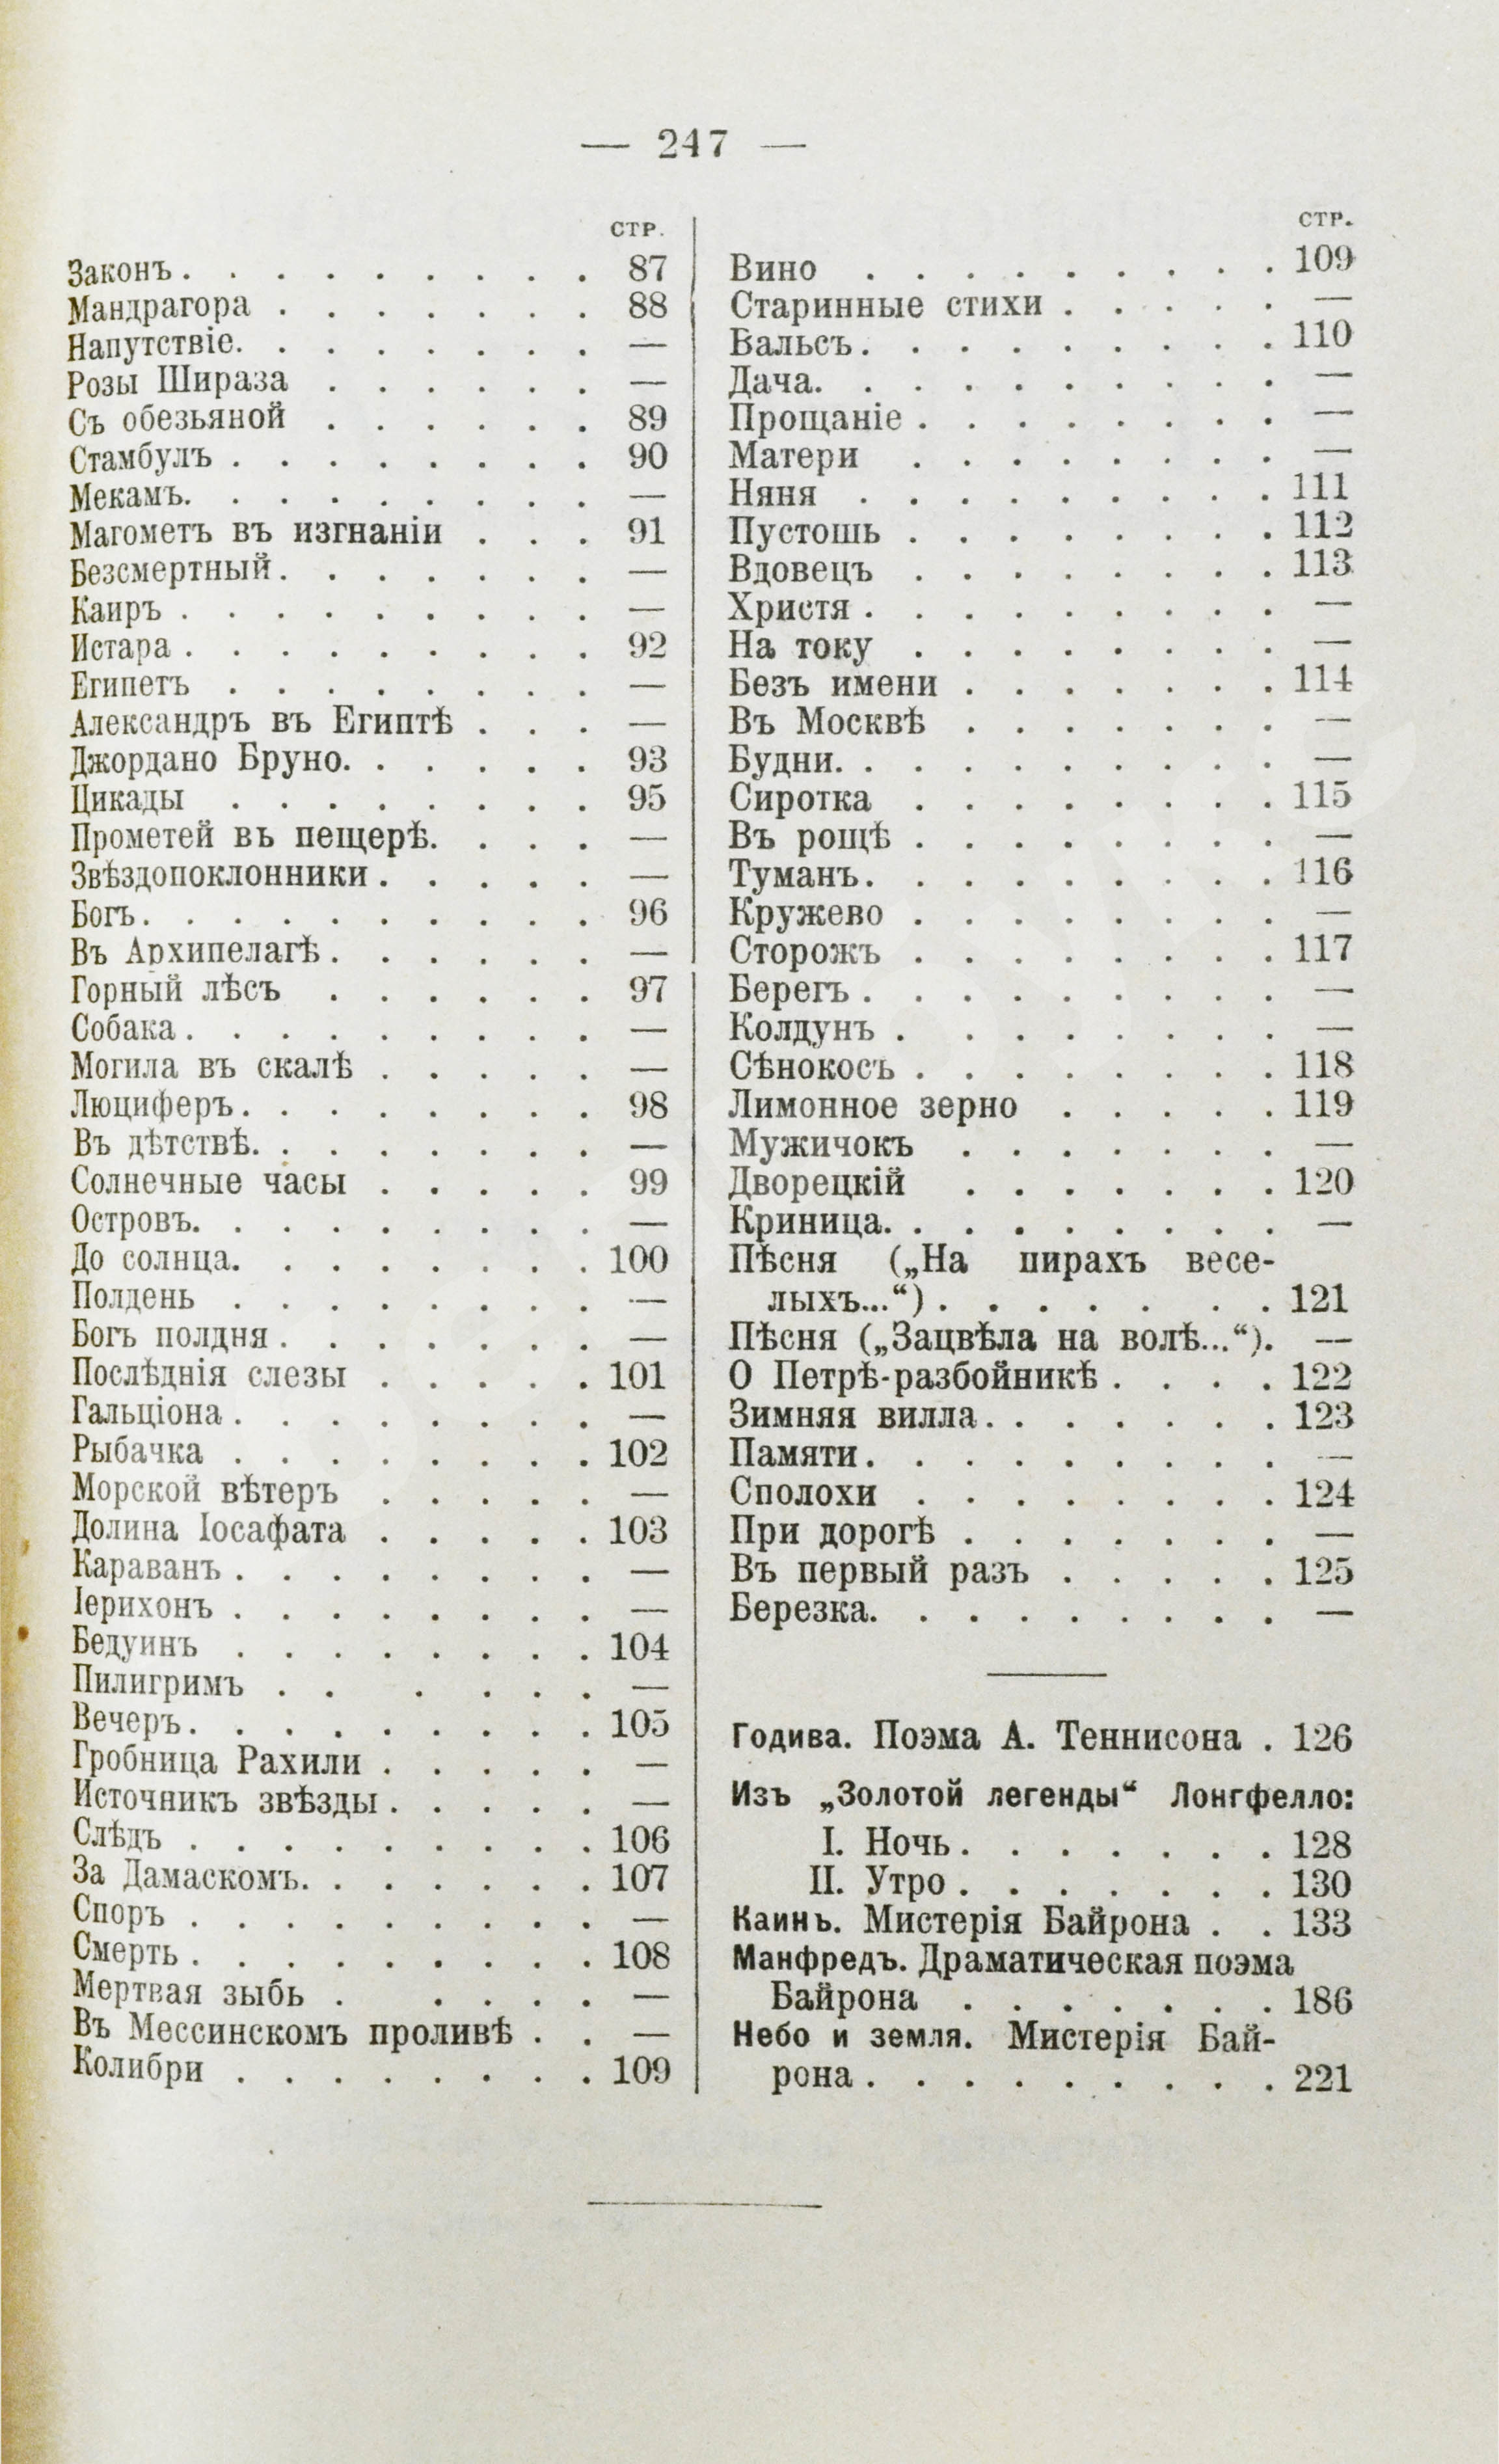 — 247 —
СТР.
Законъ . . . . . . . . . 87
Мандрагора . . . . . . . 88
Напутствіе. . . . . . . . —
Розы Шираза . . . . . . —
Съ обезьяной . . . . . . 89
Стамбулъ . . . . . . . . 90
Мекамъ. . . . . . . . . —
Магометъ въ изгнаніи . . . 91
Безсмертный . . . . . . . —
Каиръ . . . . . . . . . —
Истара . . . . . . . . . 92
Египетъ . . . . . . . . —
Александръ въ Египтѣ . . . —
Джордано Бруно. . . . . . 93
Цикады . . . . . . . . 95
Прометей вь пещерѣ. . . . —
Звѣздопоклонники . . . . . —
Богъ. . . . . . . . . . 96
Въ Архипелагѣ . . . . . . —
Горный лѣсъ . . . . . . 97
Собака . . . . . . . . . —
Могила въ скалѣ . . . . . —
Люциферъ. . . . . . . . 98
Въ дѣтствѣ. . . . . . . . —
Солнечные часы . . . . . 99
Островъ. . . . . . . . . —
До солнца. . . . . . . . 100
Полдень . . . . . . . . —
Богъ полдня . . . . . . . —
Послѣднія слезы . . . . . 101
Гальціона . . . . . . . . —
Рыбачка . . . . . . . . 102
Морской вѣтеръ . . . . . —
Долина Іосафата . . . . . 103
Караванъ . . . . . . . . —
Іерихонъ . . . . . . . . —
Бедуинъ . . . . . . . . 104
Пилигримъ . . . . . . —
Вечеръ. . . . . . . . . 105
Гробница Рахили . . . . . —
Источникъ звѣзды . . . . . —
Слѣдъ . . . . . . . . . 106
За Дамаскомъ. . . . . . . 107
Споръ . . . . . . . . . —
Смерть . . . . . . . . . 108
Мертвая зыбь . . . . . —
Въ Мессинскомъ проливѣ . . —
Колибри . . . . . . . . 109
СТР.
Вино . . . . . . . . . 109
Старинные стихи . . . . . —
Вальсъ. . . . . . . . . 110
Дача. . . . . . . . . . —
Прощаніе . . . . . . . . —
Матери . . . . . . . . —
Няня . . . . . . . . . 111
Пустошь . . . . . . . . 112
Вдовецъ . . . . . . . . 113
Христя . . . . . . . . . —
На току . . . . . . . . —
Безъ имени . . . . . . . 114
Въ Москвѣ . . . . . . . —
Будни. . . . . . . . . . —
Сиротка . . . . . . . . 115
Въ рощѣ . . . . . . . . —
Туманъ. . . . . . . . . 116
Кружево . . . . . . . . —
Сторожъ . . . . . . . . 117
Берегъ . . . . . . . . . —
Колдунъ . . . . . . . . —
Сѣнокосъ . . . . . . . . 118
Лимонное зерно . . . . . 119
Мужичокъ . . . . . . . —
Дворецкій . . . . . . . 120
Криница. . . . . . . . . —
Пѣсня („На пирахъ весе-
лыхъ...“) . . . . . . . 121
Пѣсня („Зацвѣла на волѣ...“). —
О Петрѣ-разбойникѣ . . . . 122
Зимняя вилла . . . . . . . 123
Памяти. . . . . . . . . —
Сполохи . . . . . . . . 124
При дорогѣ . . . . . . . —
Въ первый разъ . . . . . 125
Березка. . . . . . . . . —
Годива. Поэма А. Теннисона . 126
Изъ „Золотой легенды“ Лонгфелло:
I. Ночь . . . . . . . 128
II. Утро . . . . . . . 130
Каинъ. Мистерія Байрона . . 133
Манфредъ. Драматическая поэма
Байрона . . . . . . . 186
Небо и земля. Мистерія Бай-
рона . . . . . . . . . 221